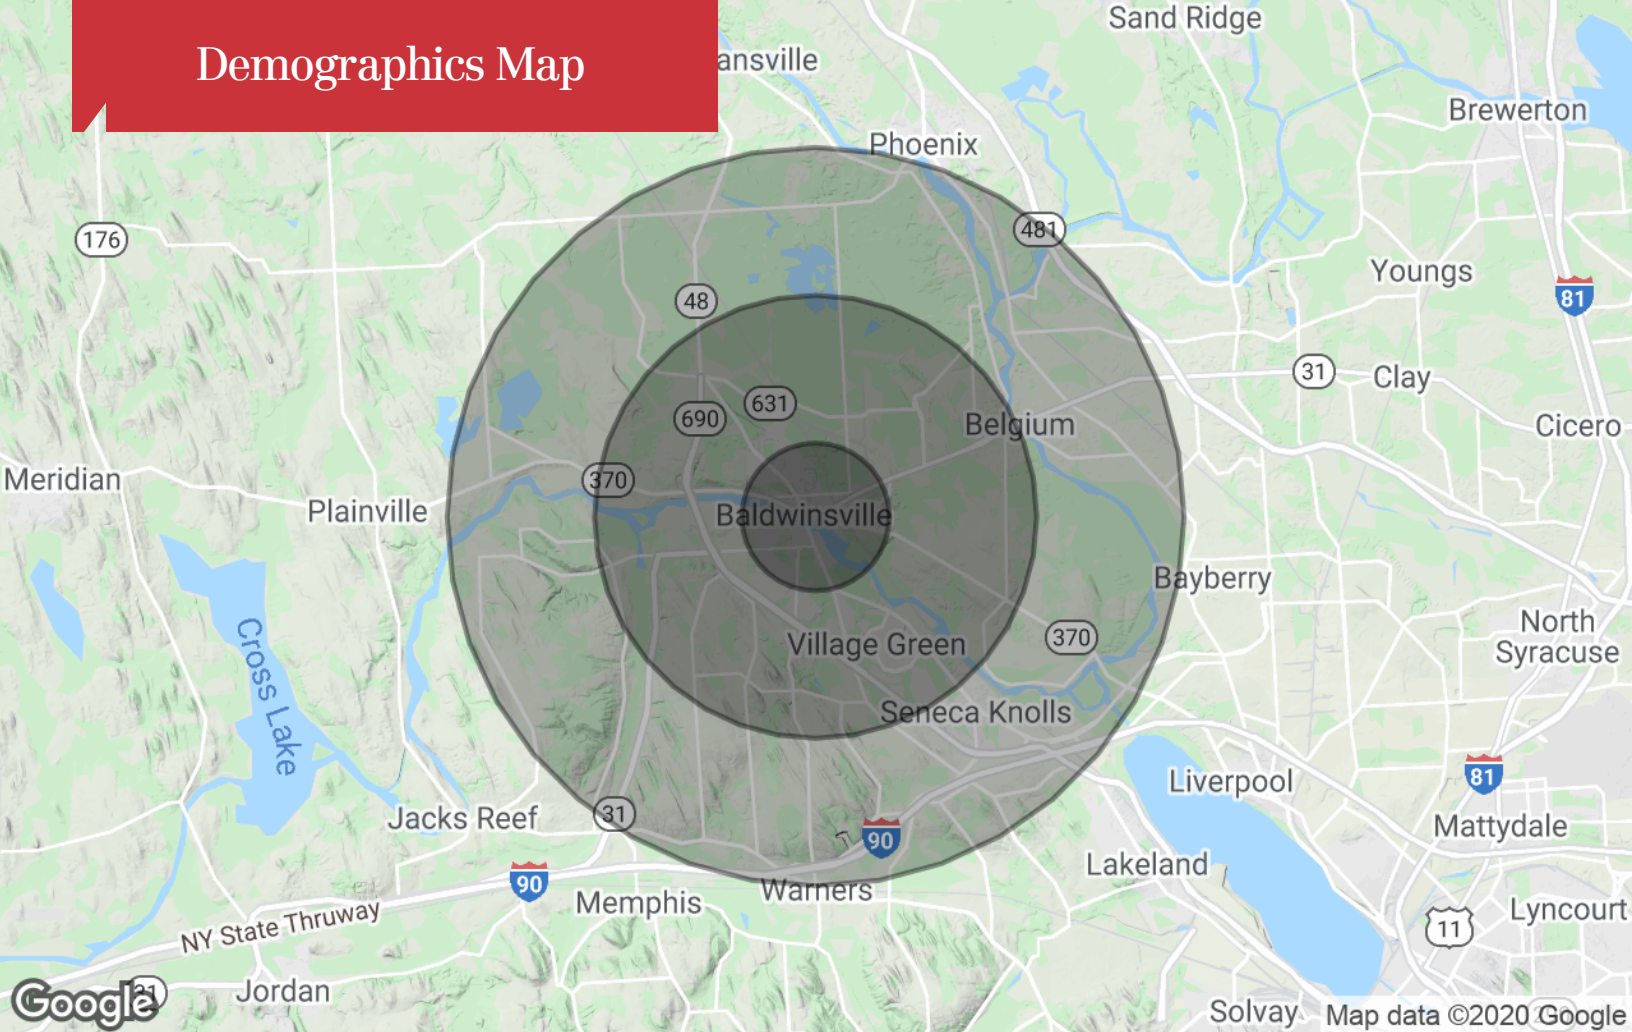 Demographics Map
Sand Ridge
ansville
Brewerton
Phoenix
481
176
Youngs
48
81
31
Clay
631
690
Belgium
Cicero
Meridian
370
Plainville
Baldwinsville
Bayberry
North
Syracuse
370
Village Green
Cross Lake
Seneca Knolls
Liverpool
81
Jacks Reef
31
90
Mattydale
Lakeland
90
Warners
Memphis
NY State Thruway
Lyncourt
11
Jordan
31
Google
Solvay
Map data ©2020 Google